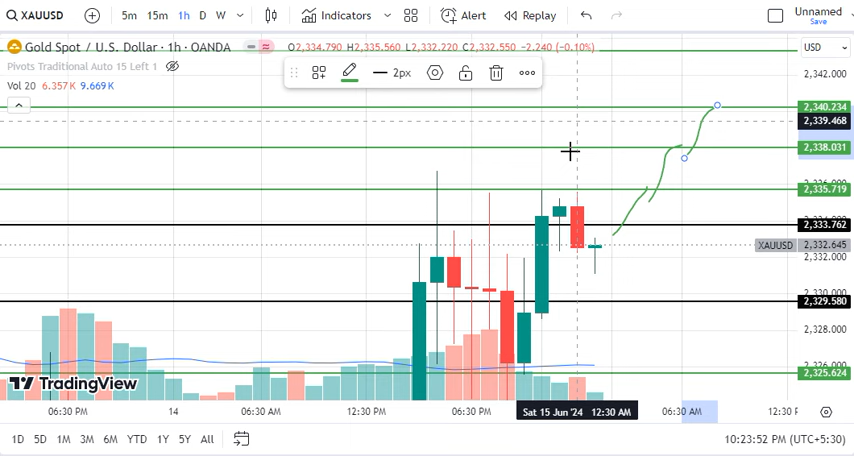 XAUUSD 5m 15m 1h D W Indicators Alert Replay Unnamed
Save
Gold Spot / U.S. Dollar · 1h · OANDA O2,334.790 H2,335.560 L2,332.220 C2,332.550 -2.240 (-0.10%) USD
Pivots Traditional Auto 15 Left 1
2px
2,342.000
Vol 20 6.357K 9.669K
2,340.234
2,339.468
2,338.031
2,335.719
2,333.762
XAUUSD 2,332.645
2,332.000
2,330.000
2,329.580
2,328.000
2,325.624
TradingView
06:30 PM 14 06:30 AM 12:30 PM 06:30 PM Sat 15 Jun '24 12:30 AM 06:30 AM 12:30
1D 5D 1M 3M 6M YTD 1Y 5Y All 10:23:52 PM (UTC+5:30)